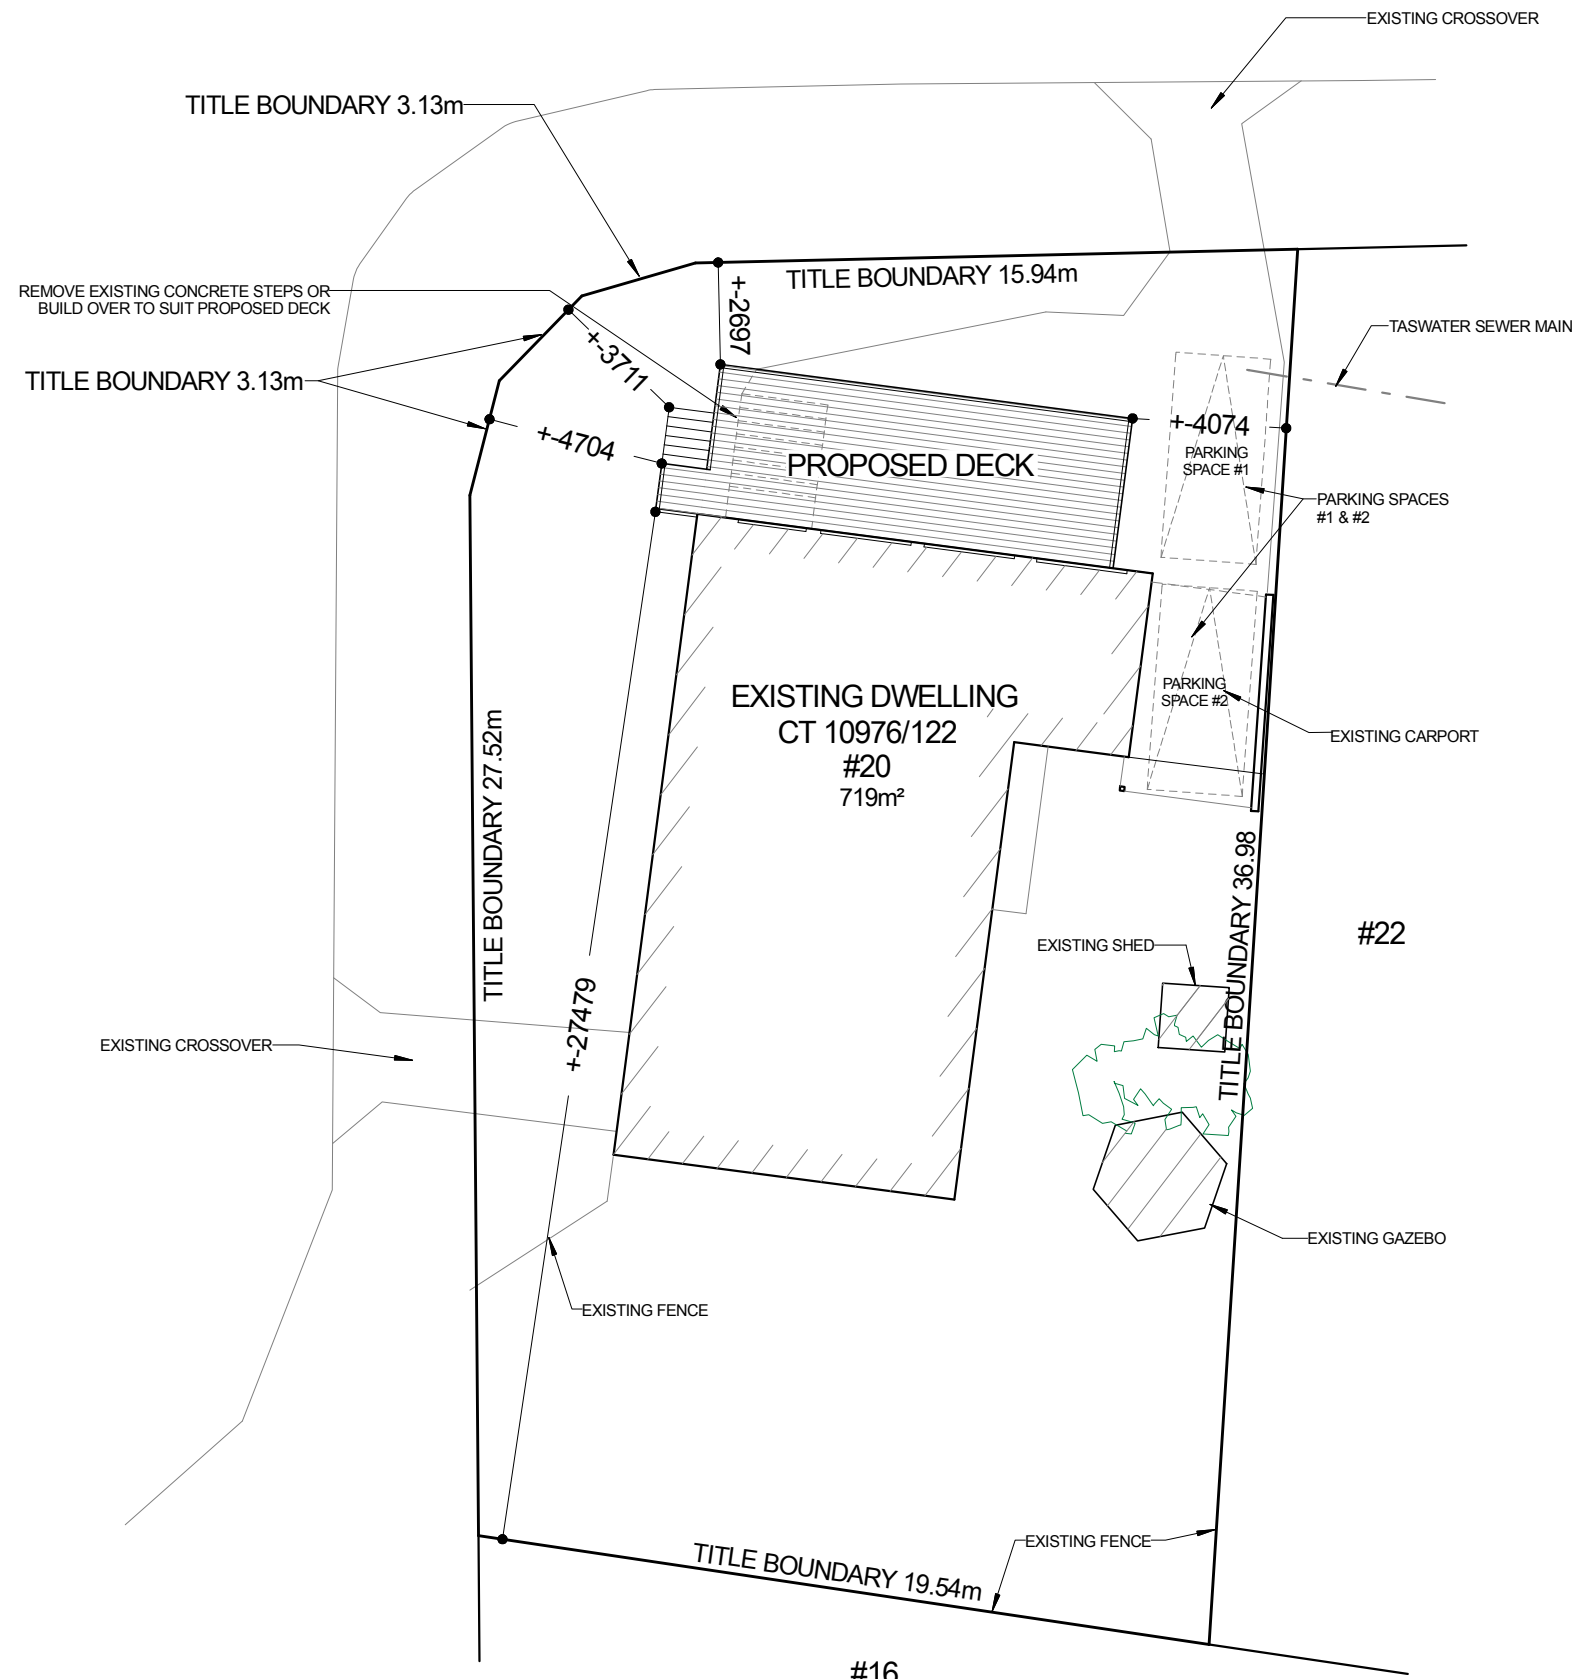 EXISTING CROSSOVER
TITLE BOUNDARY 3.13m
TITLE BOUNDARY 15.94m
REMOVE EXISTING CONCRETE STEPS OR
BUILD OVER TO SUIT PROPOSED DECK
+-2697
TASWATER SEWER MAIN
+-3711
TITLE BOUNDARY 3.13m
+-4704
+-4074
PARKING
SPACE #1
PROPOSED DECK
PARKING SPACES
#1 & #2
EXISTING DWELLING
CT 10976/122
#20
719m²
PARKING
SPACE #2
EXISTING CARPORT
TITLE BOUNDARY 27.52m
TITLE BOUNDARY 36.98
#22
EXISTING SHED
+-27479
EXISTING CROSSOVER
EXISTING GAZEBO
EXISTING FENCE
EXISTING FENCE
TITLE BOUNDARY 19.54m
#16